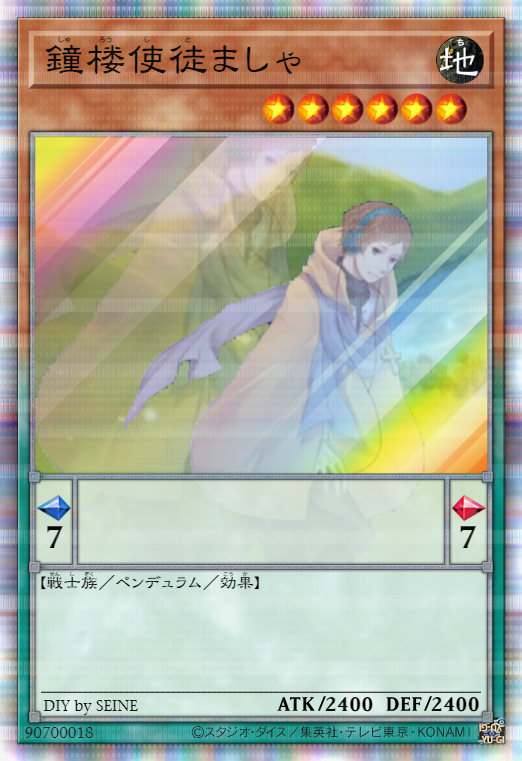 鐘楼使徒ましゃ
地
7 7
【戦士族／ペンデュラム／効果】
DIY by SEINE ATK/2400 DEF/2400
90700018 ©スタジオ・ダイス／集英社・テレビ東京・KONAMI